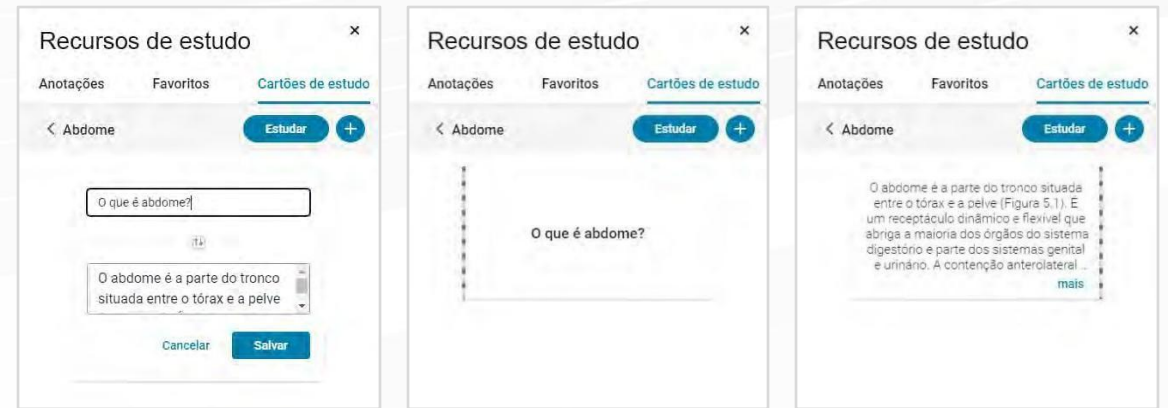 Recursos de estudo ×
Anotações Favoritos Cartões de estudo
< Abdome Estudar +
O que é abdome?
O abdome é a parte do tronco
situada entre o tórax e a pelve
Cancelar Salvar
Recursos de estudo ×
Anotações Favoritos Cartões de estudo
< Abdome Estudar +
O que é abdome?
Recursos de estudo ×
Anotações Favoritos Cartões de estudo
< Abdome Estudar +
O abdome é a parte do tronco situada
entre o tórax e a pelve (Figura 5.1). É
um receptáculo dinâmico e flexível que
abriga a maioria dos órgãos do sistema
digestório e parte dos sistemas genital
e urinário. A contenção anterolateral ...
mais